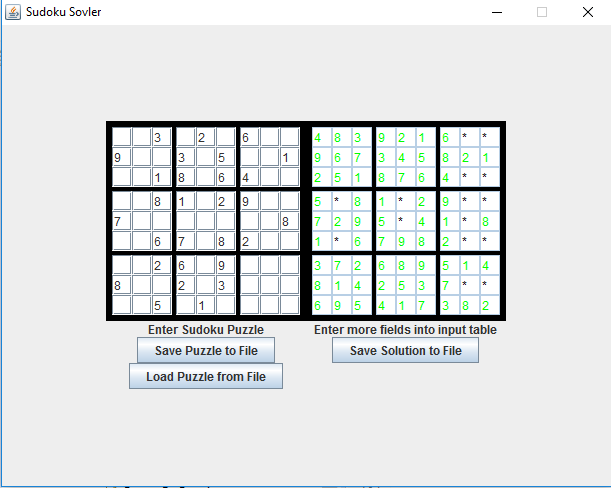 Sudoku Sovler
3 2 6 4 8 3 9 2 1 6 * *
9 3 5 1 9 6 7 3 4 5 8 2 1
1 8 6 4 2 5 1 8 7 6 4 * *
8 1 2 9 5 * 8 1 * 2 9 * *
7 8 7 2 9 5 * 4 1 * 8
6 7 8 2 1 * 6 7 9 8 2 * *
2 6 9 3 7 2 6 8 9 5 1 4
8 2 3 8 1 4 2 5 3 7 * *
5 1 6 9 5 4 1 7 3 8 2
Enter Sudoku Puzzle Enter more fields into input table
Save Puzzle to File Save Solution to File
Load Puzzle from File